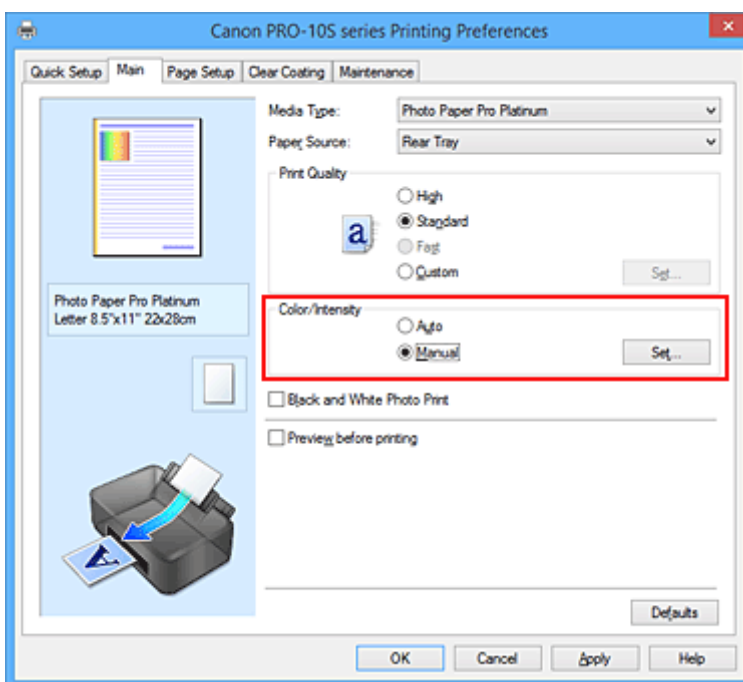 Canon PRO-10S series Printing Preferences
Quick Setup Main Page Setup Clear Coating Maintenance
Media Type: Photo Paper Pro Platinum
Paper Source: Rear Tray
Print Quality
High
Standard
Fast
Custom Set...
a
Photo Paper Pro Platinum
Letter 8.5"x11" 22x28cm
Color/Intensity
Auto
Manual Set...
Black and White Photo Print
Preview before printing
A
Defaults
OK Cancel Apply Help